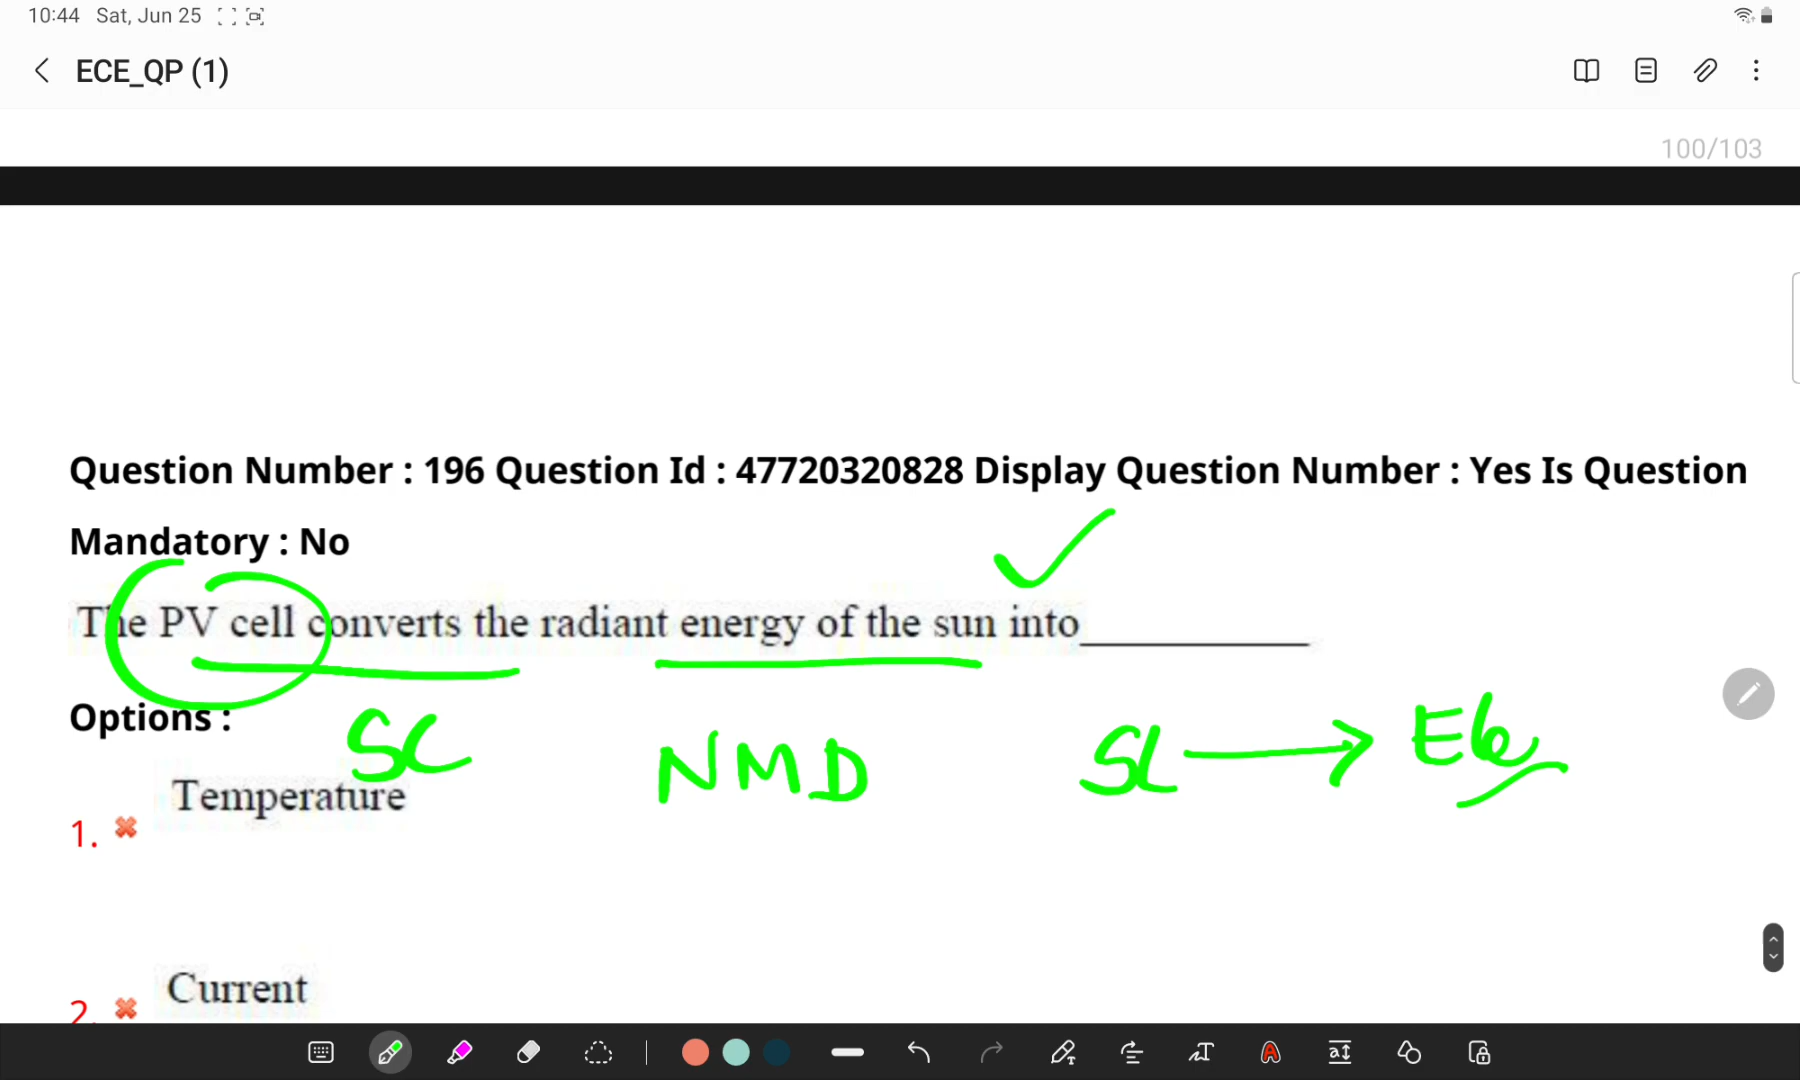 10:44 Sat, Jun 25
ECE_QP (1)
100/103
Question Number : 196 Question Id : 47720320828 Display Question Number : Yes Is Question
Mandatory : No
The PV cell converts the radiant energy of the sun into__________
Options :
SC NMD SL → Ele
Temperature
1.
Current
2.